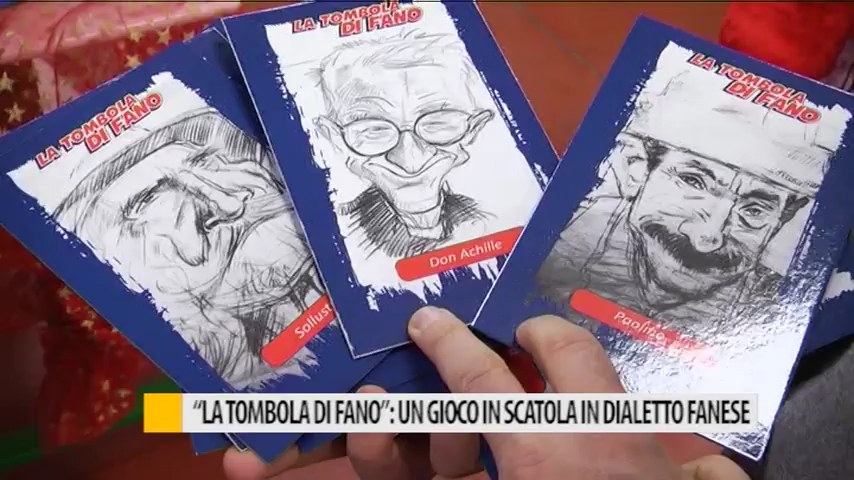 LA TOMBOLA
DI FANO
LA TOMBOLA
DI FANO
Don Achille
LA TOMBOLA
DI FANO
Paolino
“LA TOMBOLA DI FANO”: UN GIOCO IN SCATOLA IN DIALETTO FANESE